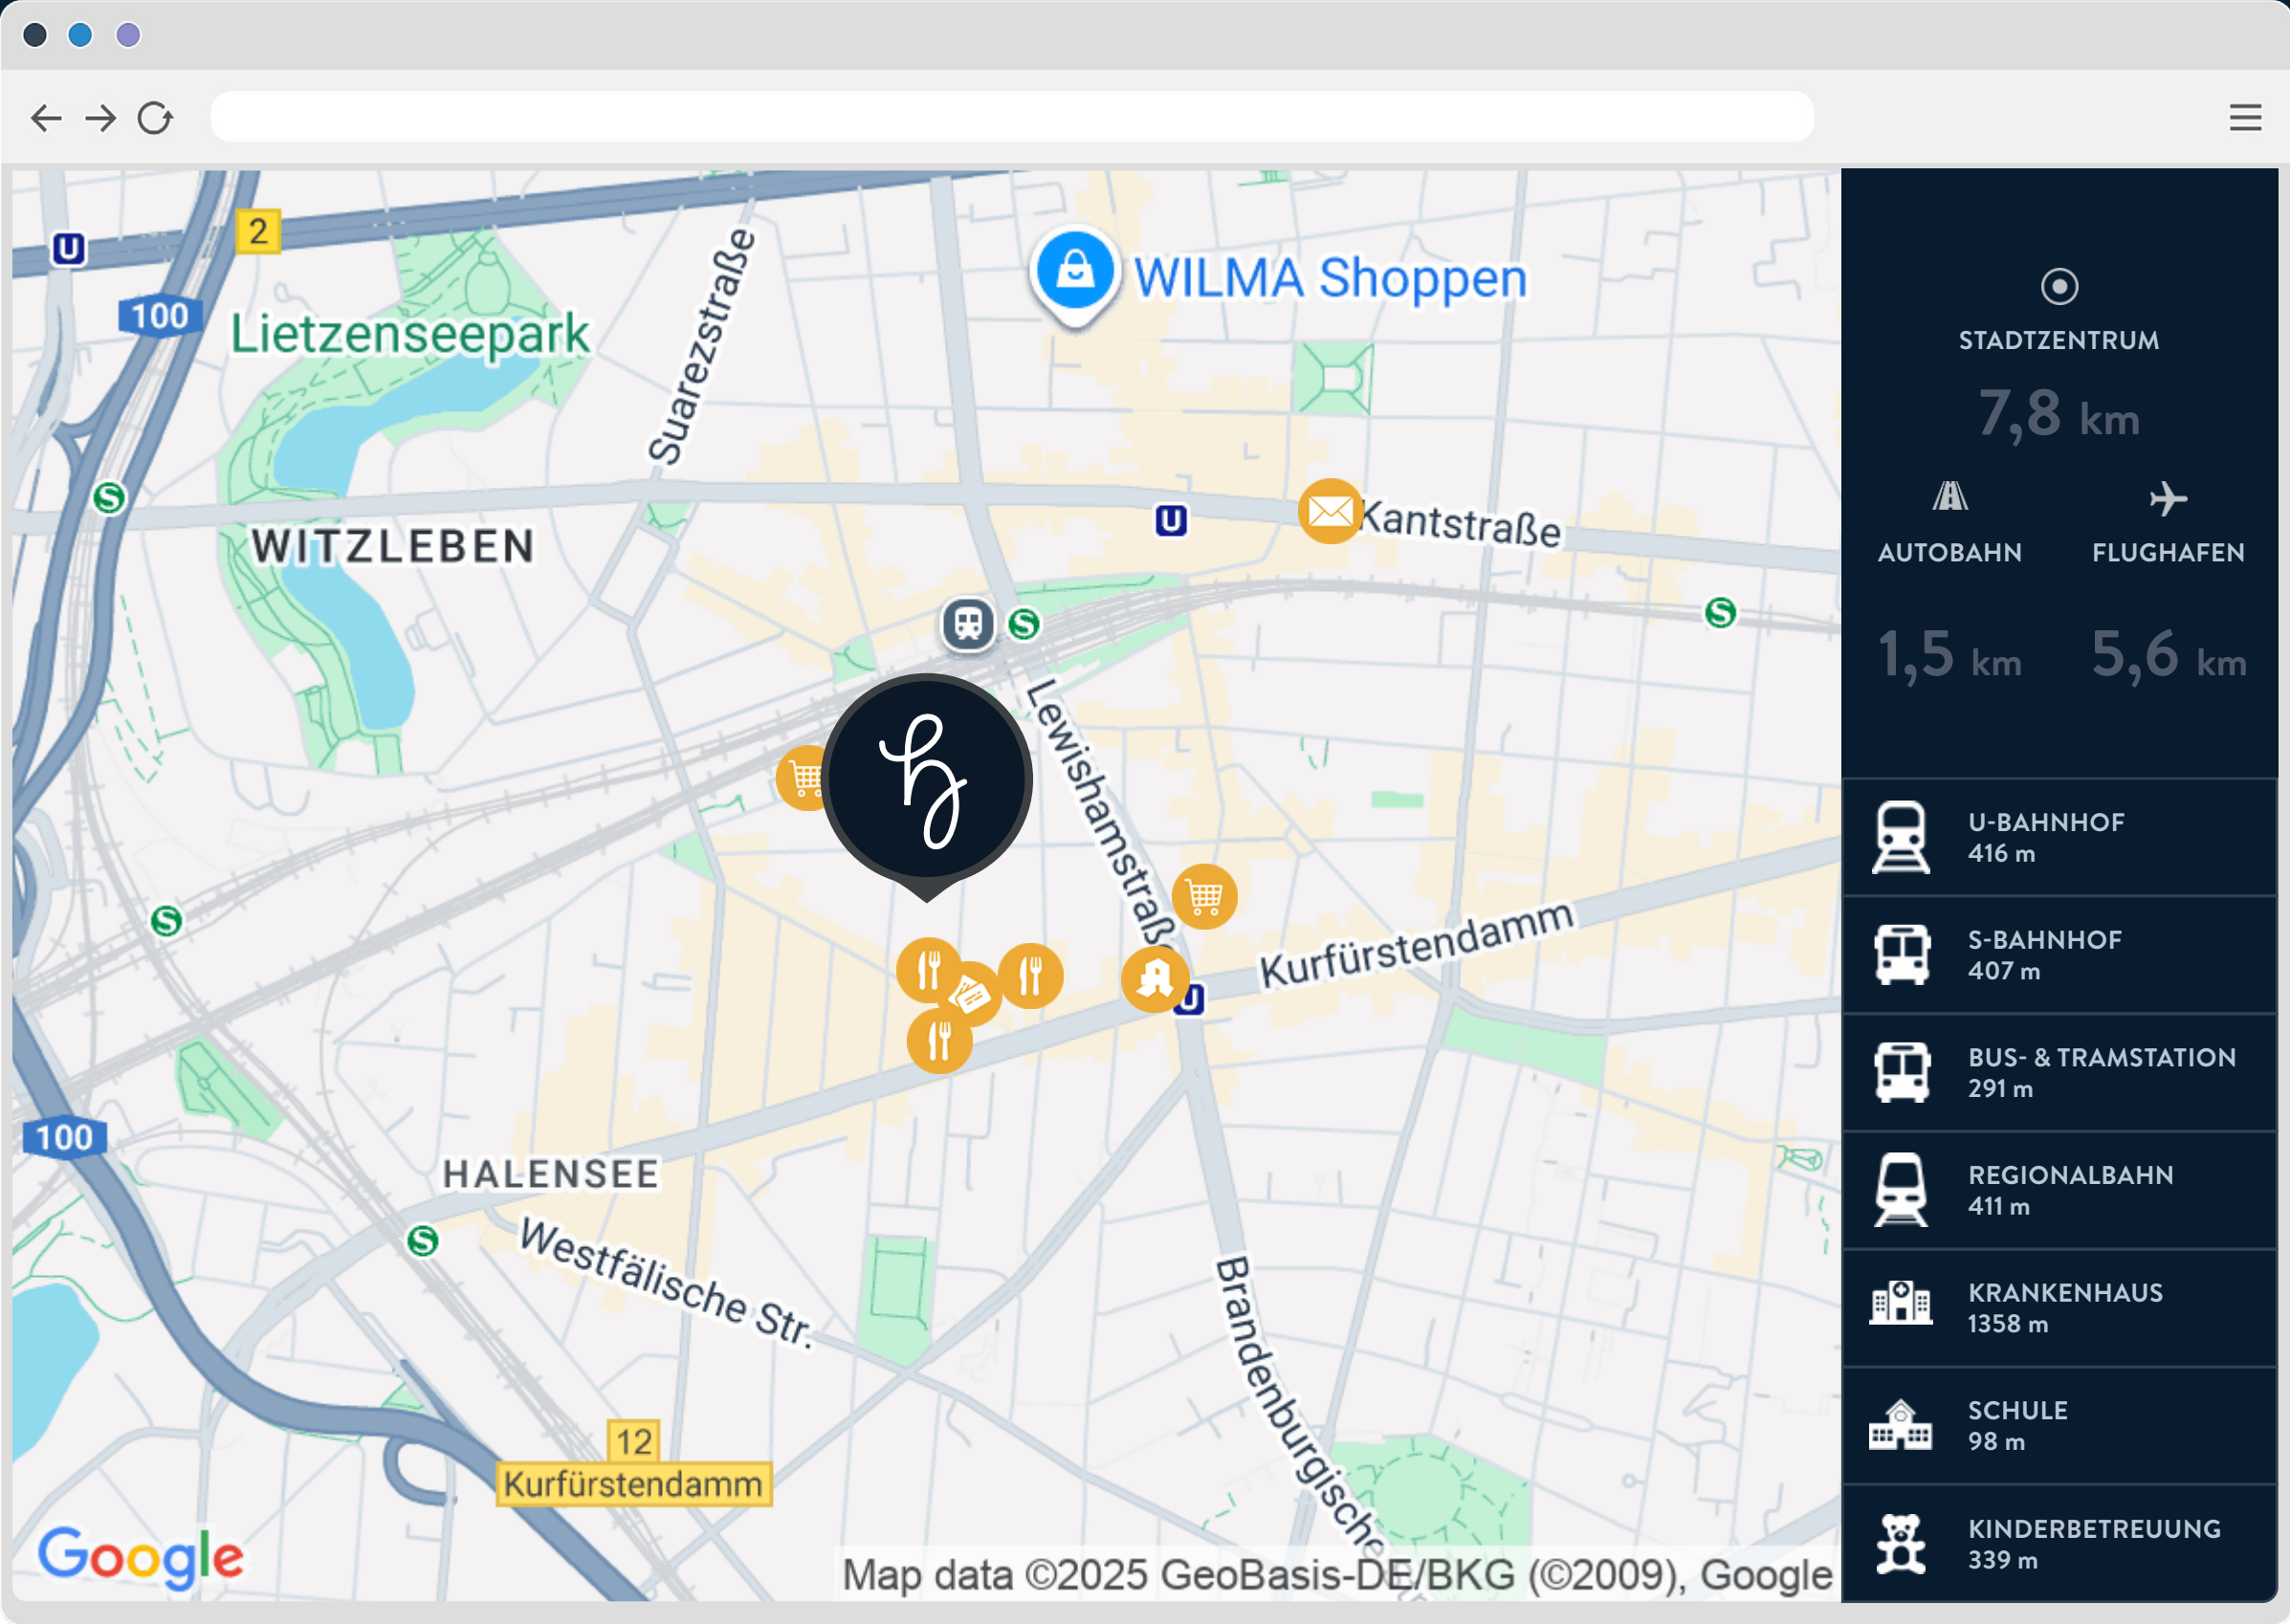 2
U
100
Lietzenseepark
Suarezstraße
WILMA Shoppen
S
WITZLEBEN
U
Kantstraße
S
S
Lewishamstraße
S
Kurfürstendamm
U
100
HALENSEE
S
Westfälische Str.
Brandenburgische
12
Kurfürstendamm
Google
Map data ©2025 GeoBasis-DE/BKG (©2009), Google
STADTZENTRUM
7,8 km
AUTOBAHN
FLUGHAFEN
1,5 km
5,6 km
U-BAHNHOF
416 m
S-BAHNHOF
407 m
BUS- & TRAMSTATION
291 m
REGIONALBAHN
411 m
KRANKENHAUS
1358 m
SCHULE
98 m
KINDERBETREUUNG
339 m